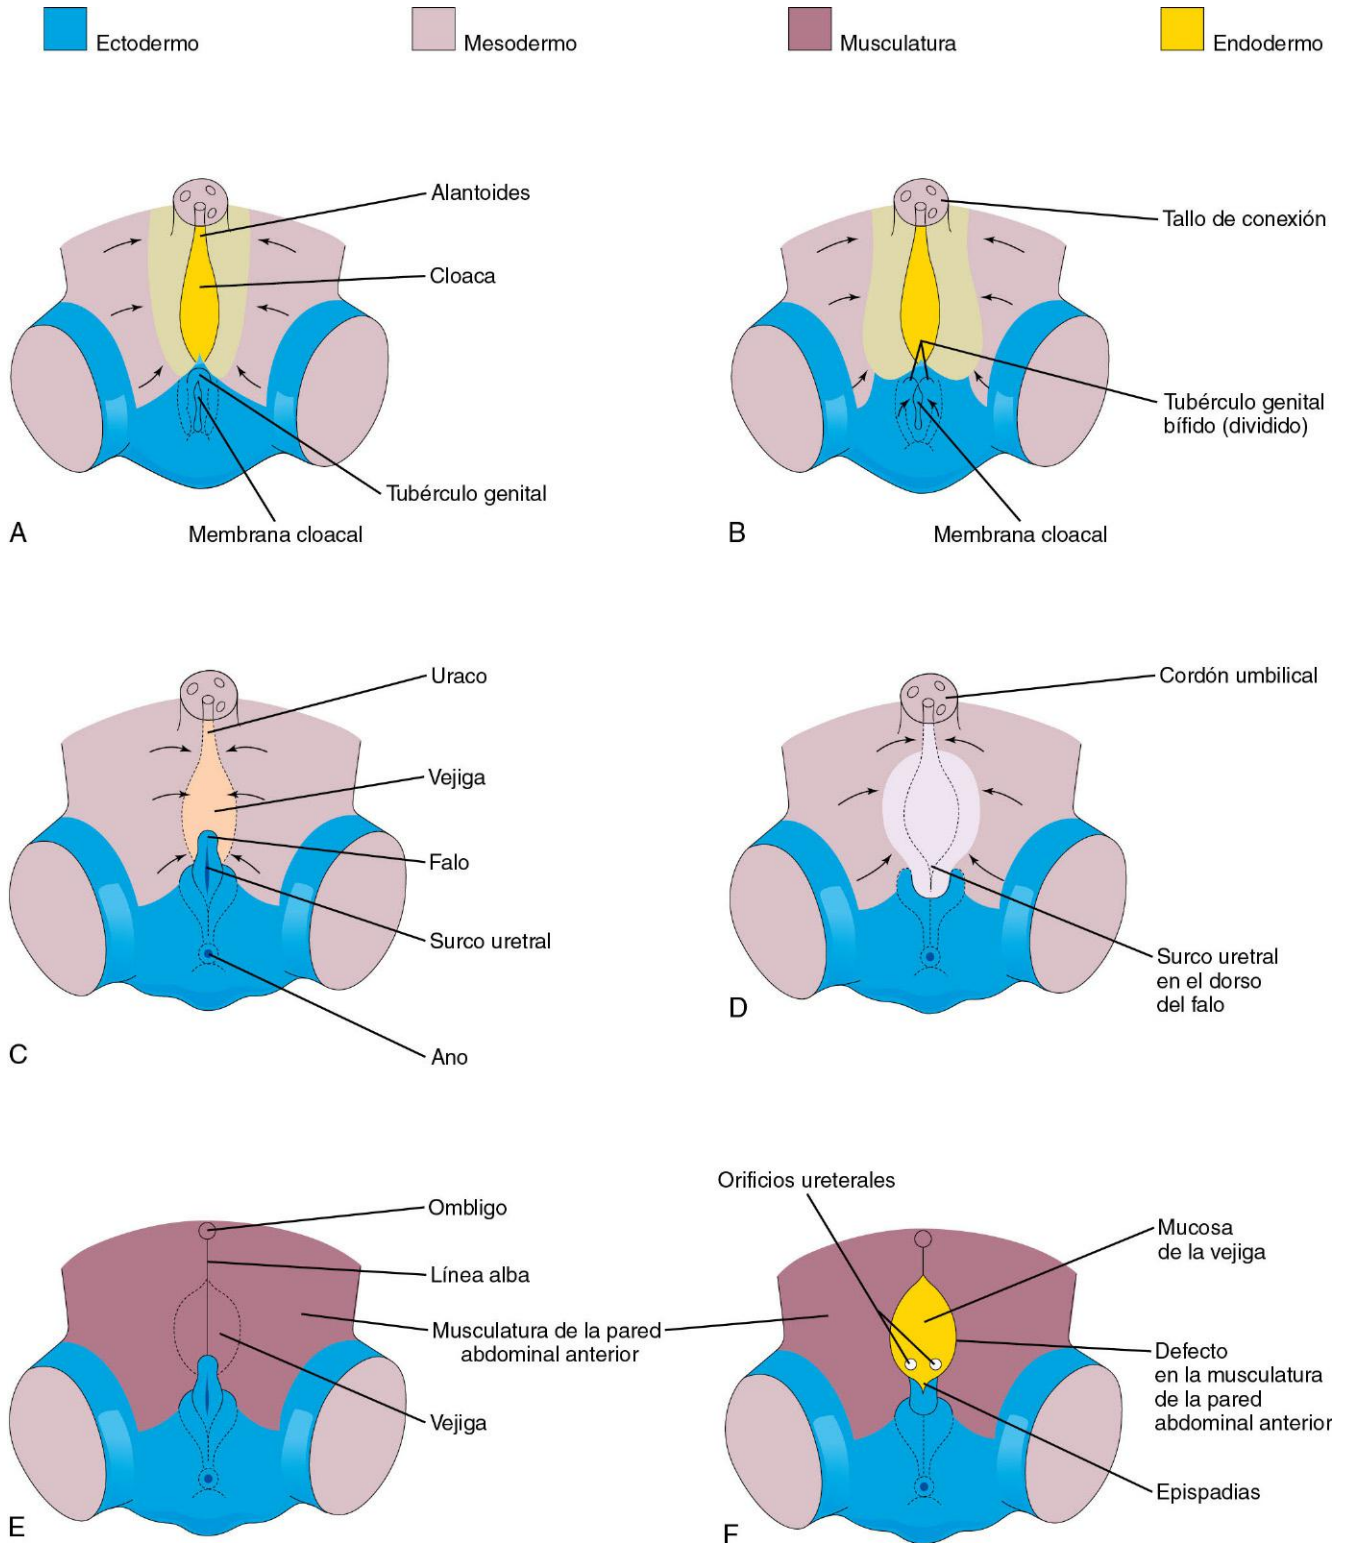 Ectodermo
Mesodermo
Musculatura
Endodermo
Alantoides
Cloaca
Tubérculo genital
Membrana cloacal
A
Tallo de conexión
Tubérculo genital
bífido (dividido)
Membrana cloacal
B
Uraco
Vejiga
Falo
Surco uretral
Ano
C
Cordón umbilical
Surco uretral
en el dorso
del falo
D
Ombligo
Línea alba
Musculatura de la pared
abdominal anterior
Vejiga
E
Orificios ureterales
Mucosa
de la vejiga
Defecto
en la musculatura
de la pared
abdominal anterior
Epispadias
F